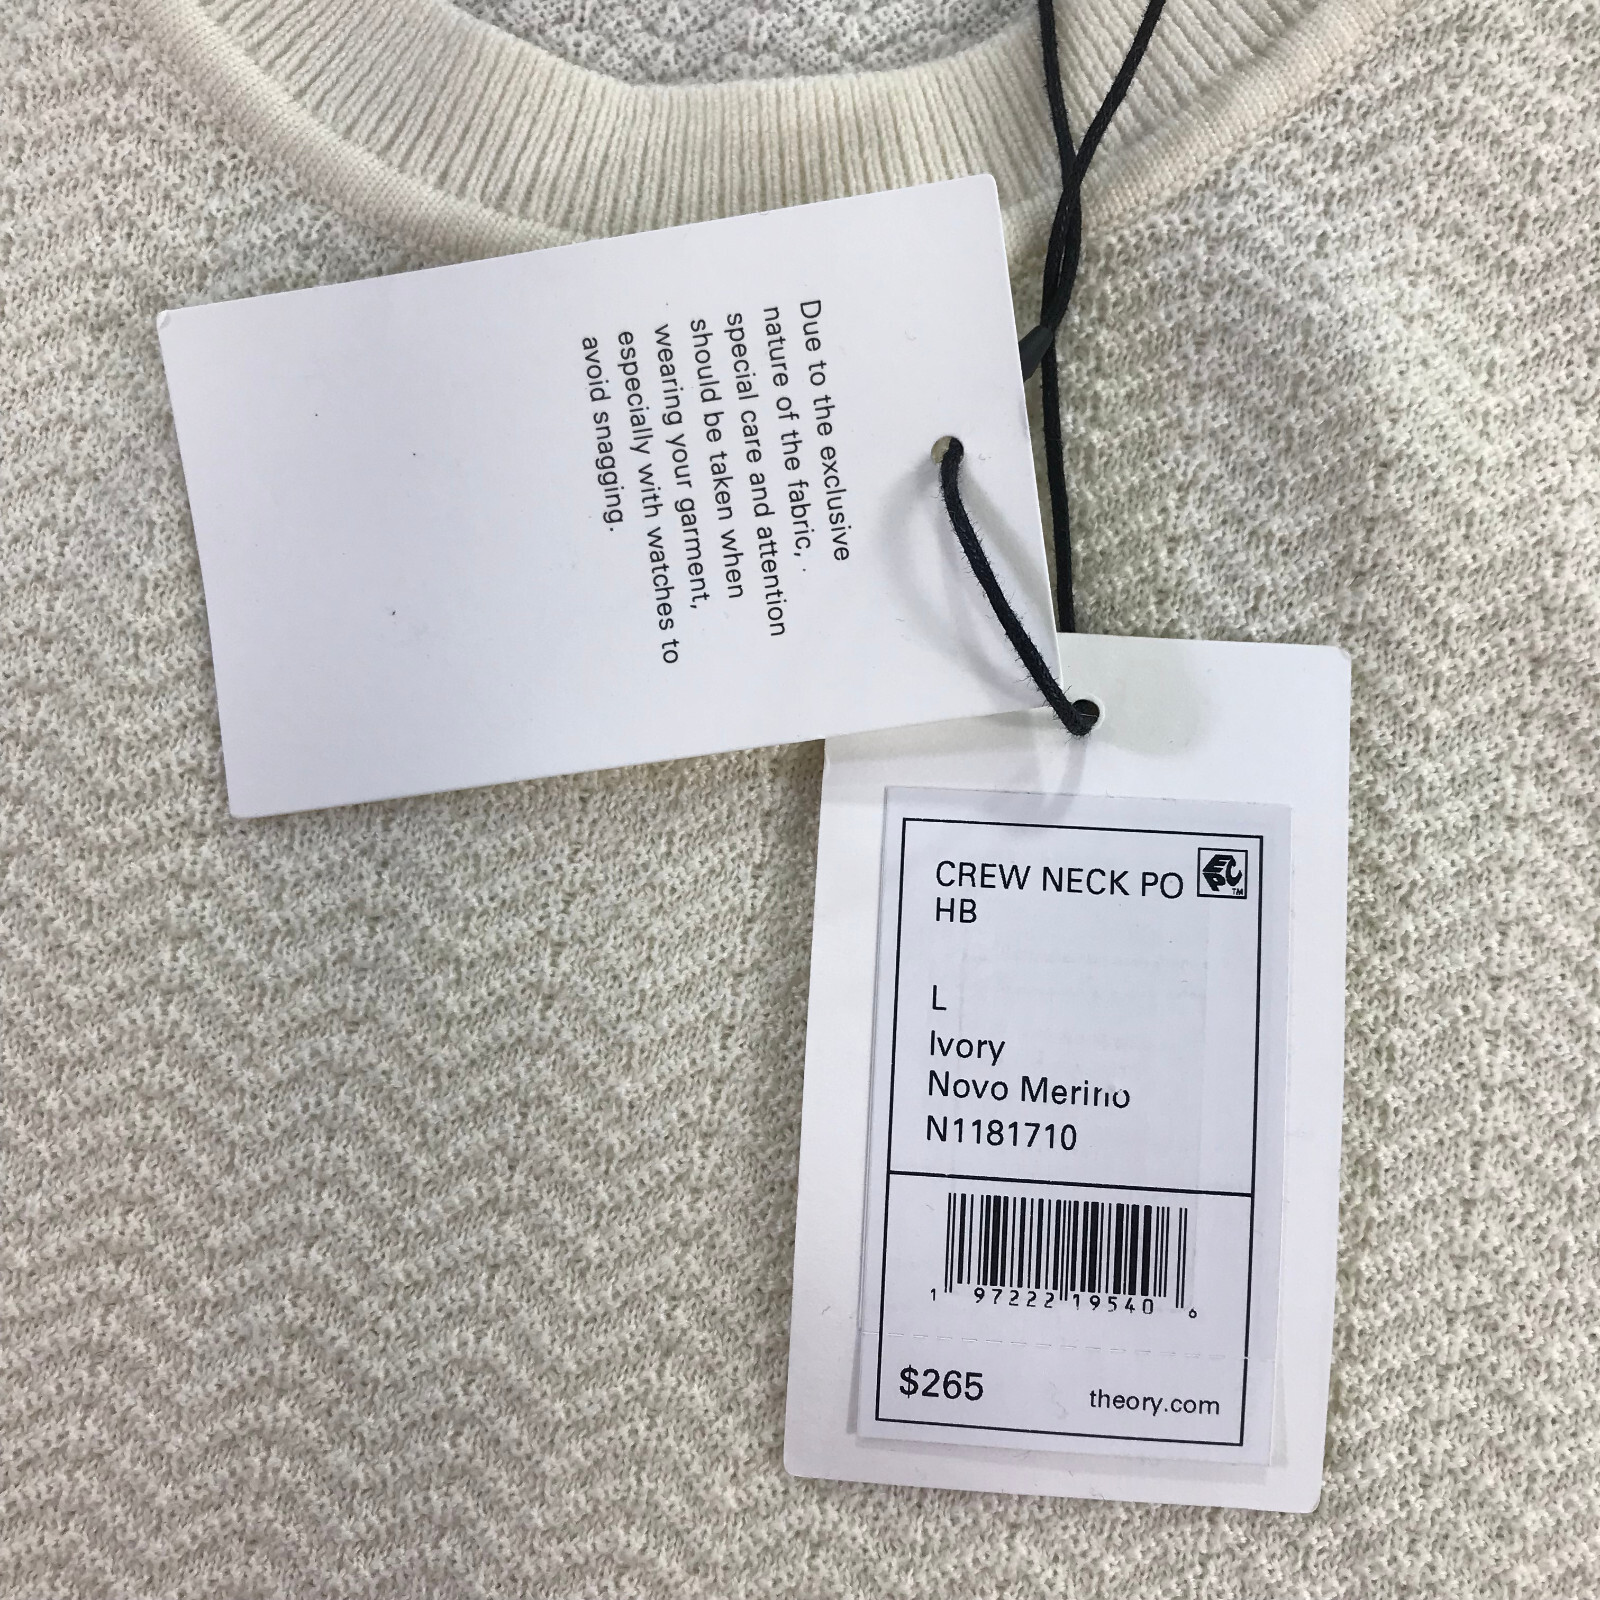 Due to the exclusive
nature of the fabric,
special care and attention
should be taken when
wearing your garment,
especially with watches to
avoid snagging.
CREW NECK PO
HB
EPC TM
L
Ivory
Novo Merino
N1181710
1 97222 19540 6
$265
theory.com